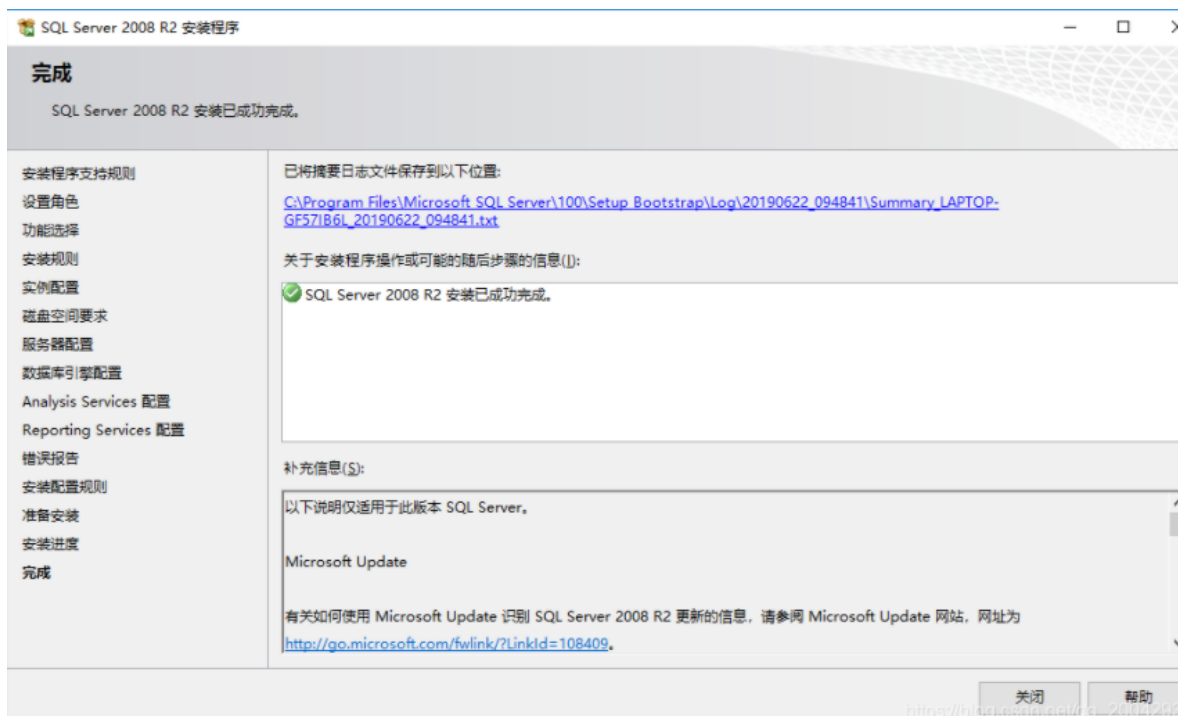 SQL Server 2008 R2 安装程序
完成
SQL Server 2008 R2 安装已成功完成。
安装程序支持规则
设置角色
功能选择
安装规则
实例配置
磁盘空间要求
服务器配置
数据库引擎配置
Analysis Services 配置
Reporting Services 配置
错误报告
安装配置规则
准备安装
安装进度
完成
已将摘要日志文件保存到以下位置:
C:\Program Files\Microsoft SQL Server\100\Setup Bootstrap\Log\20190622_094841\Summary_LAPTOP-
GF57IB6L_20190622_094841.txt
关于安装程序操作或可能的随后步骤的信息(I):
SQL Server 2008 R2 安装已成功完成。
补充信息(S):
以下说明仅适用于此版本 SQL Server。
Microsoft Update
有关如何使用 Microsoft Update 识别 SQL Server 2008 R2 更新的信息，请参阅 Microsoft Update 网站，网址为
http://go.microsoft.com/fwlink/?LinkId=108409。
关闭
帮助